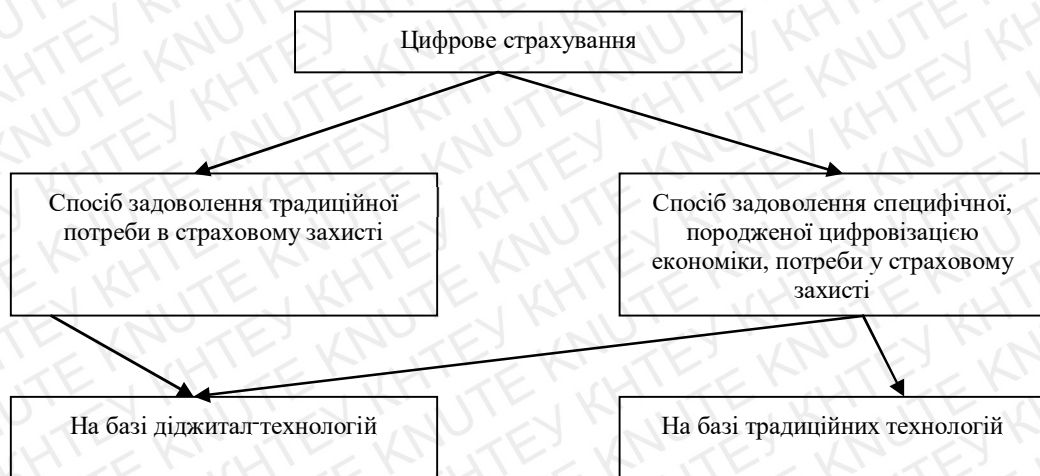 Цифрове страхування
Спосіб задоволення традиційної
потреби в страховому захисті
Спосіб задоволення специфічної,
породженої цифровізацією
економіки, потреби у страховому
захисті
На базі діджитал-технологій
На базі традиційних технологій